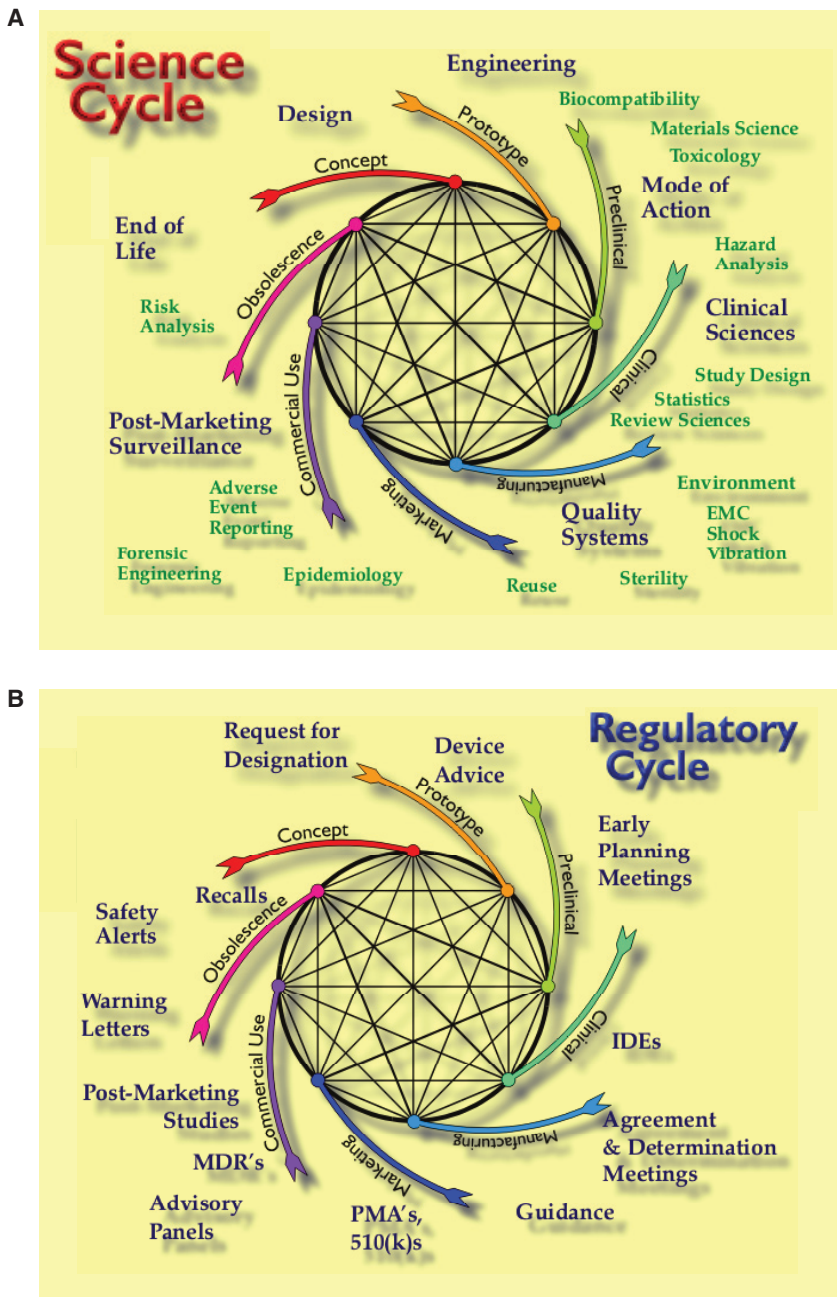 A
Science
Cycle
Engineering
Design
Prototype
Biocompatibility
Materials Science
Toxicology
Concept
Preclinical
Mode of
Action
End of
Life
Obsolescence
Hazard
Analysis
Risk
Analysis
Clinical
Sciences
Clinical
Commercial Use
Study Design
Statistics
Review Sciences
Post-Marketing
Surveillance
Marketing
Manufacturing
Environment
Adverse
Event
Reporting
Quality
Systems
EMC
Shock
Vibration
Forensic
Engineering
Epidemiology
Reuse
Sterility
B
Regulatory
Cycle
Request for
Designation
Device
Advice
Prototype
Concept
Early
Planning
Meetings
Preclinical
Recalls
Safety
Alerts
Obsolescence
Warning
Letters
Clinical
IDEs
Commercial Use
Post-Marketing
Studies
Manufacturing
Agreement
& Determination
Meetings
MDR's
Marketing
Advisory
Panels
PMA's,
510(k)s
Guidance